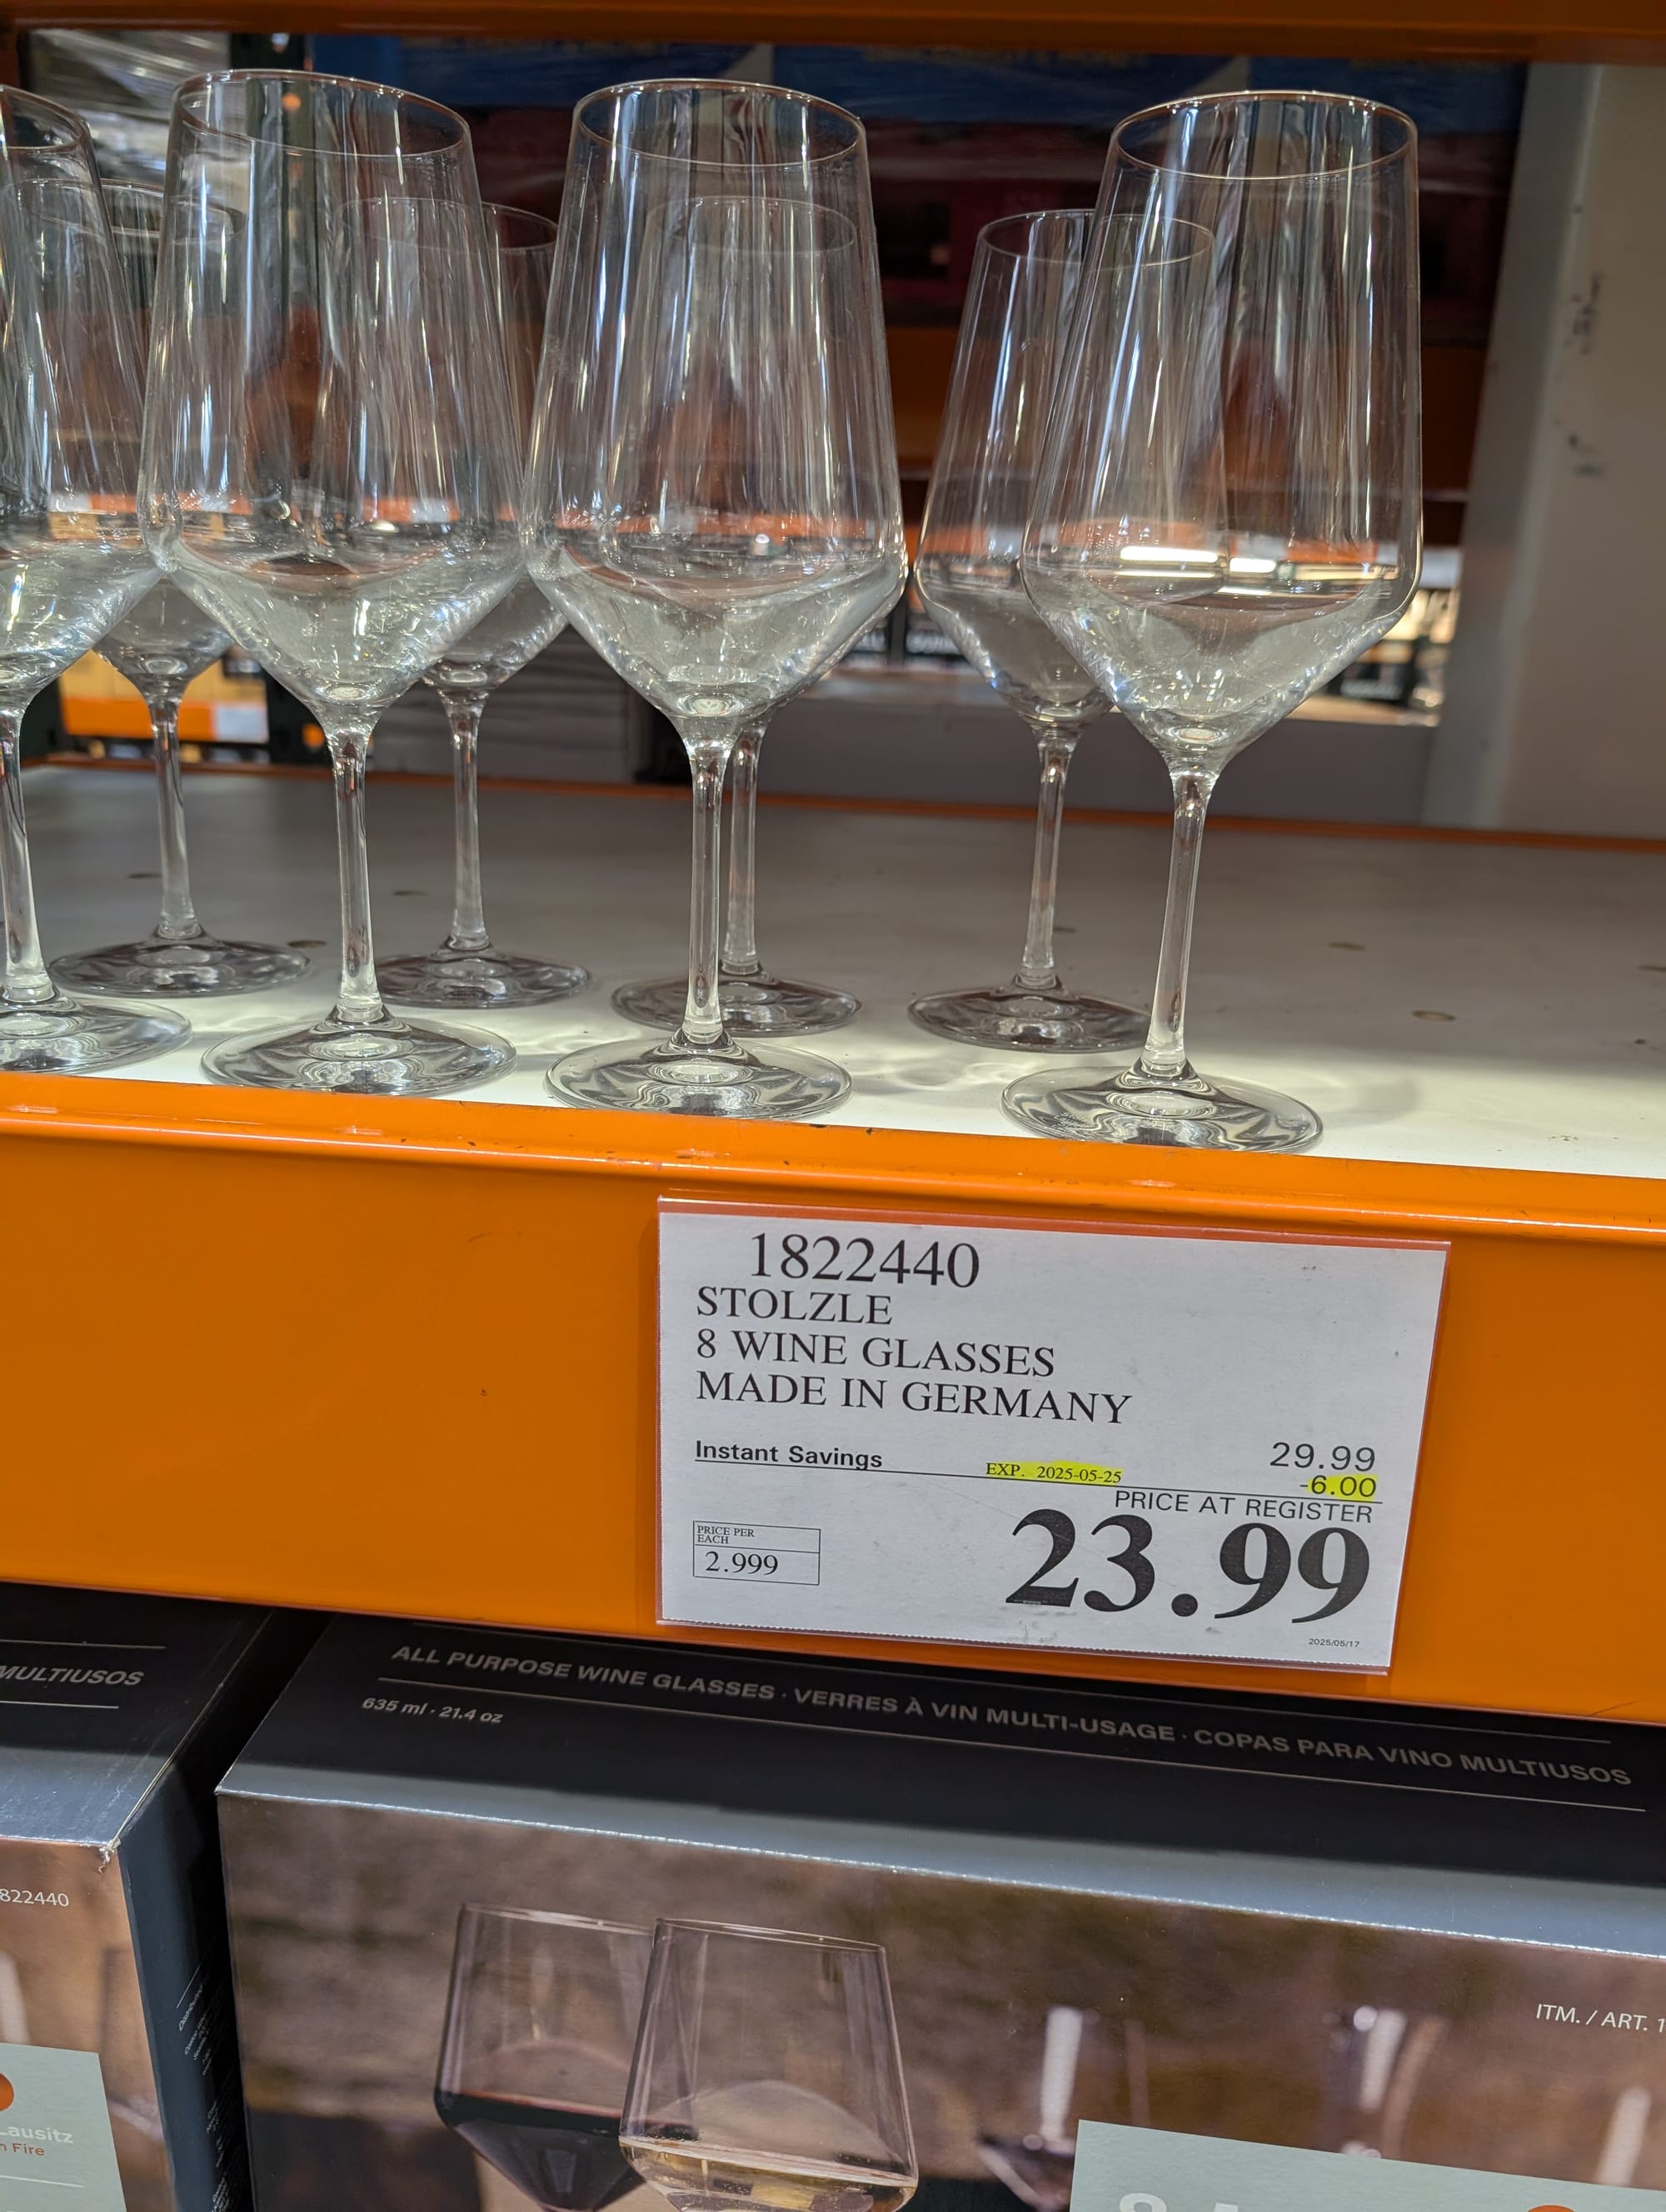 1822440
STOLZLE
8 WINE GLASSES
MADE IN GERMANY
29.99
Instant Savings EXP. 2025-05-25 -6.00
PRICE AT REGISTER
PRICE PER
EACH
2.999
23.99
2025/05/17
MULTIUSOS
ALL PURPOSE WINE GLASSES · VERRES À VIN MULTI-USAGE · COPAS PARA VINO MULTIUSOS
635 ml · 21.4 oz
822440
ITM. / ART. 1
Lausitz
n Fire